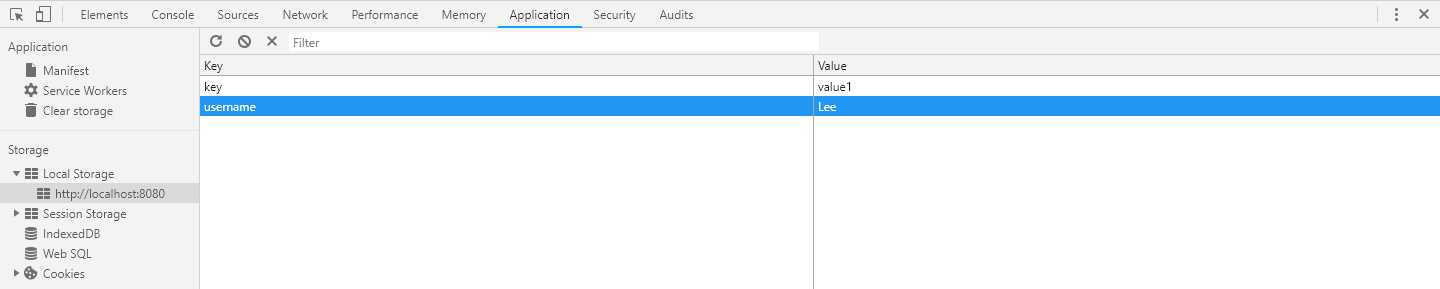 Elements Console Sources Network Performance Memory Application Security Audits
Application
Manifest
Service Workers
Clear storage
Storage
Local Storage
http://localhost:8080
Session Storage
IndexedDB
Web SQL
Cookies
Filter
Key Value
key value1
username Lee